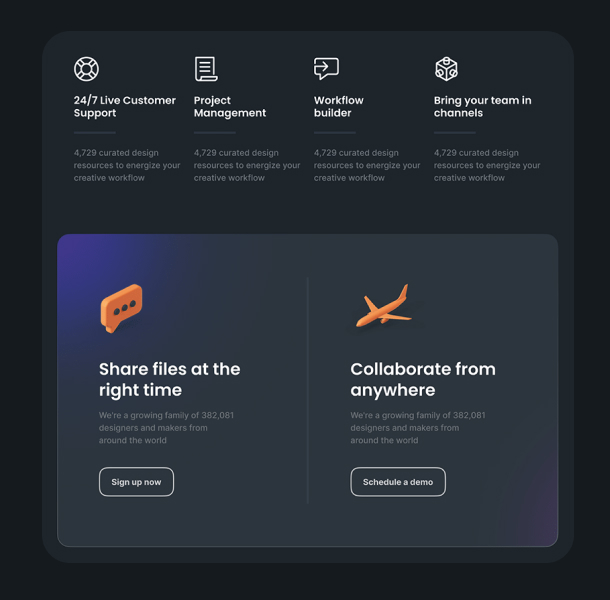 24/7 Live Customer
Support
4,729 curated design
resources to energize your
creative workflow
Project
Management
4,729 curated design
resources to energize your
creative workflow
Workflow
builder
4,729 curated design
resources to energize your
creative workflow
Bring your team in
channels
4,729 curated design
resources to energize your
creative workflow
Share files at the
right time
We're a growing family of 382,081
designers and makers from
around the world
Sign up now
Collaborate from
anywhere
We're a growing family of 382,081
designers and makers from
around the world
Schedule a demo